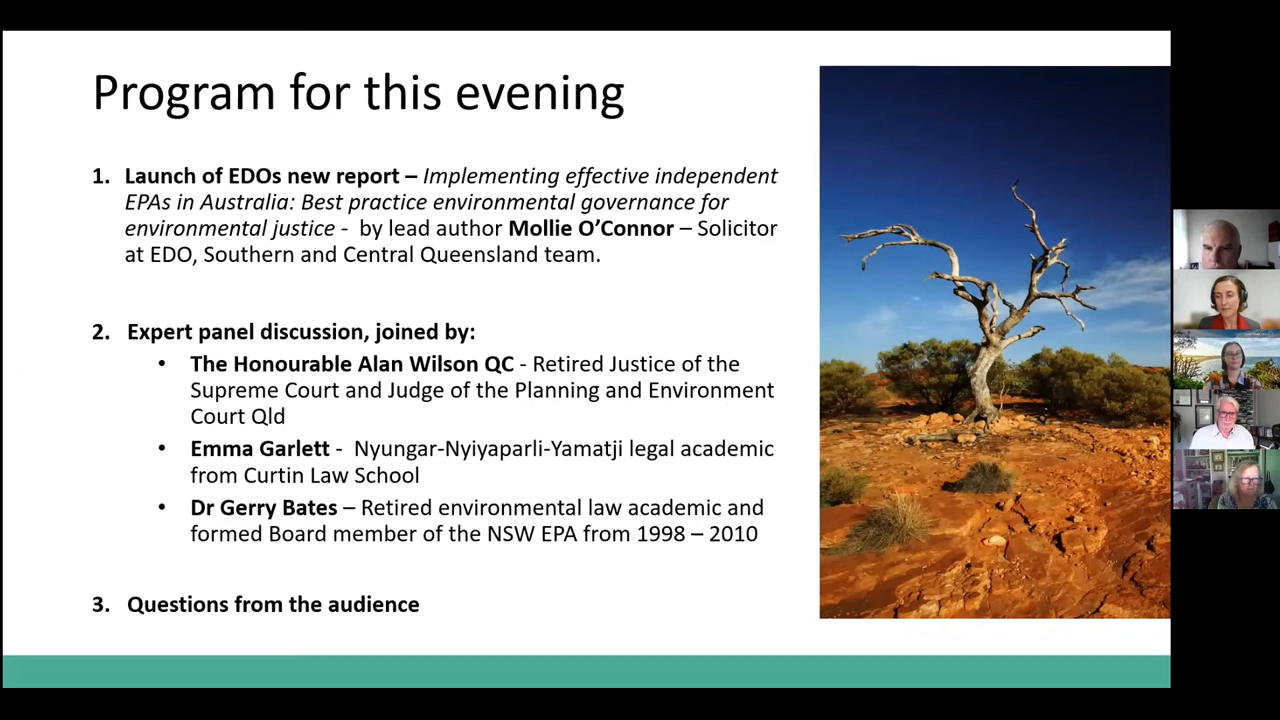 Program for this evening
1. Launch of EDOs new report – Implementing effective independent
EPAs in Australia: Best practice environmental governance for
environmental justice - by lead author Mollie O’Connor – Solicitor
at EDO, Southern and Central Queensland team.
2. Expert panel discussion, joined by:
• The Honourable Alan Wilson QC - Retired Justice of the
Supreme Court and Judge of the Planning and Environment
Court Qld
• Emma Garlett - Nyungar-Nyiyaparli-Yamatji legal academic
from Curtin Law School
• Dr Gerry Bates – Retired environmental law academic and
formed Board member of the NSW EPA from 1998 – 2010
3. Questions from the audience